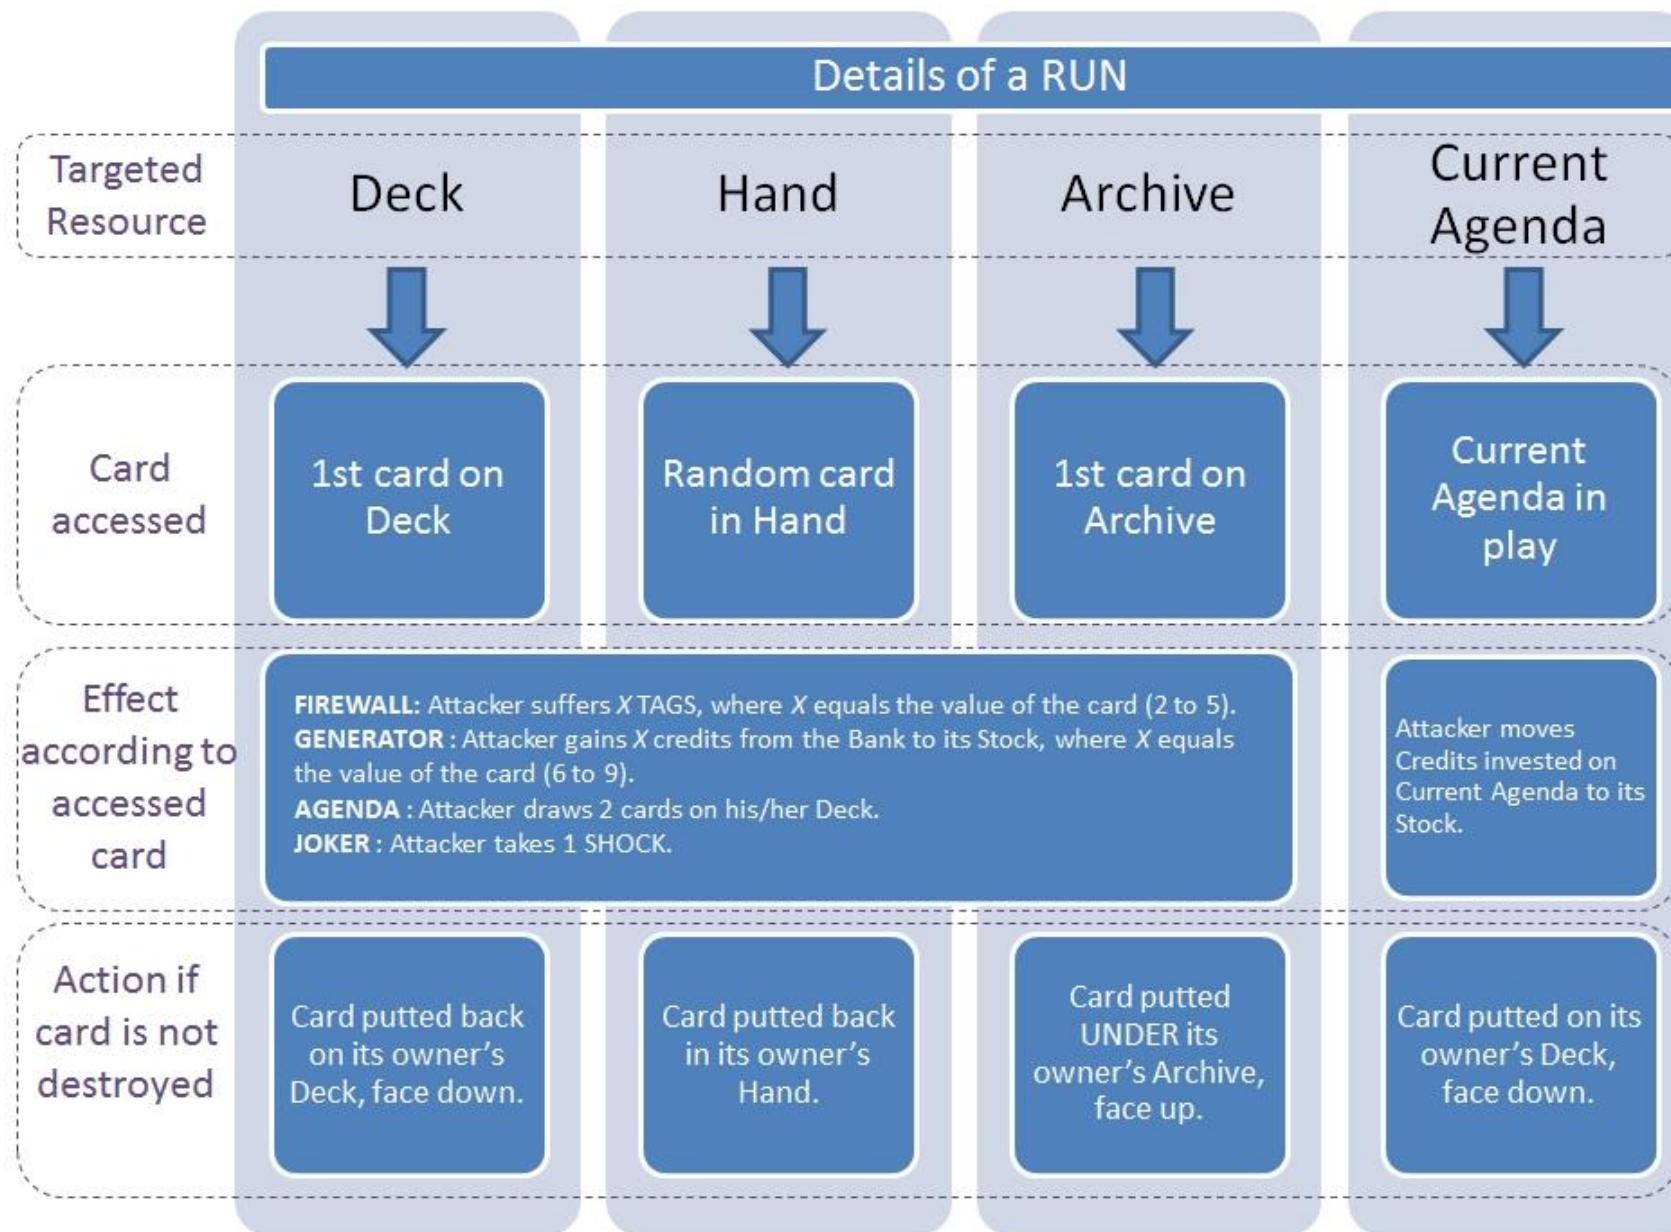 Details of a RUN
Targeted
Resource
Deck
Hand
Archive
Current
Agenda
Card
accessed
1st card on
Deck
Random card
in Hand
1st card on
Archive
Current
Agenda in
play
Effect
according to
accessed
card
FIREWALL: Attacker suffers X TAGS, where X equals the value of the card (2 to 5).
GENERATOR : Attacker gains X credits from the Bank to its Stock, where X equals
the value of the card (6 to 9).
AGENDA : Attacker draws 2 cards on his/her Deck.
JOKER : Attacker takes 1 SHOCK.
Attacker moves
Credits invested on
Current Agenda to its
Stock.
Action if
card is not
destroyed
Card putted back
on its owner's
Deck, face down.
Card putted back
in its owner's
Hand.
Card putted
UNDER its
owner's Archive,
face up.
Card putted on its
owner's Deck,
face down.